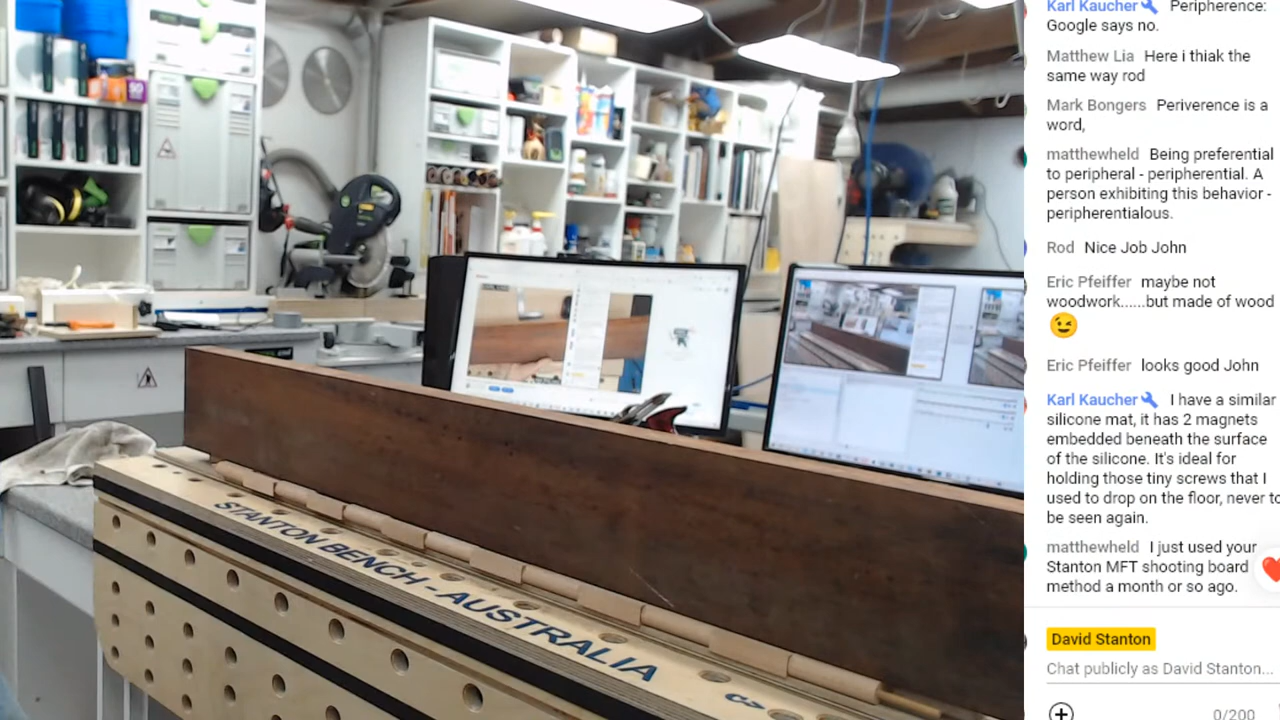 Karl Kaucher Peripherence:
Google says no.
Matthew Lia Here i thiak the
same way rod
Mark Bongers Periverence is a
word,
matthewheld Being preferential
to peripheral - peripherential. A
person exhibiting this behavior -
peripherentialous.
Rod Nice Job John
Eric Pfeiffer maybe not
woodwork......but made of wood
😉
Eric Pfeiffer looks good John
Karl Kaucher I have a similar
silicone mat, it has 2 magnets
embedded beneath the surface
of the silicone. It's ideal for
holding those tiny screws that I
used to drop on the floor, never to
be seen again.
matthewheld I just used your
Stanton MFT shooting board
method a month or so ago.
David Stanton
Chat publicly as David Stanton...
0/200
STANTON BENCH - AUSTRALIA